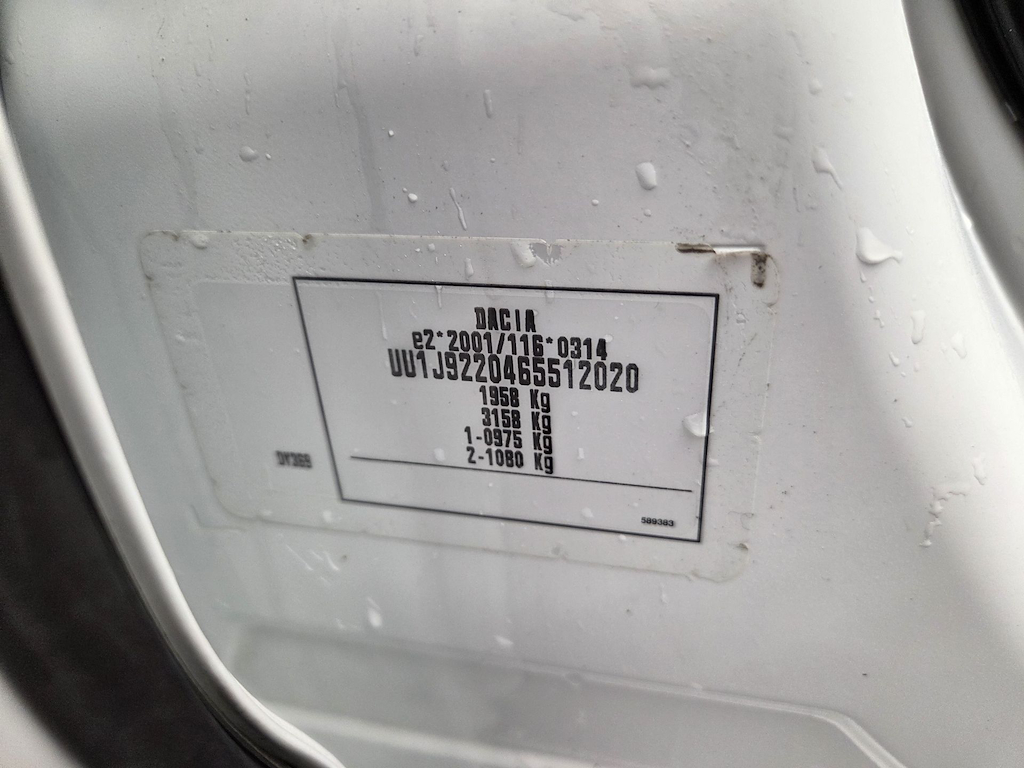 DACIA
e2*2001/116*0314
UU1J9220465512020
1958 Kg
3158 Kg
1-0975 Kg
2-1080 Kg
DY369
589383